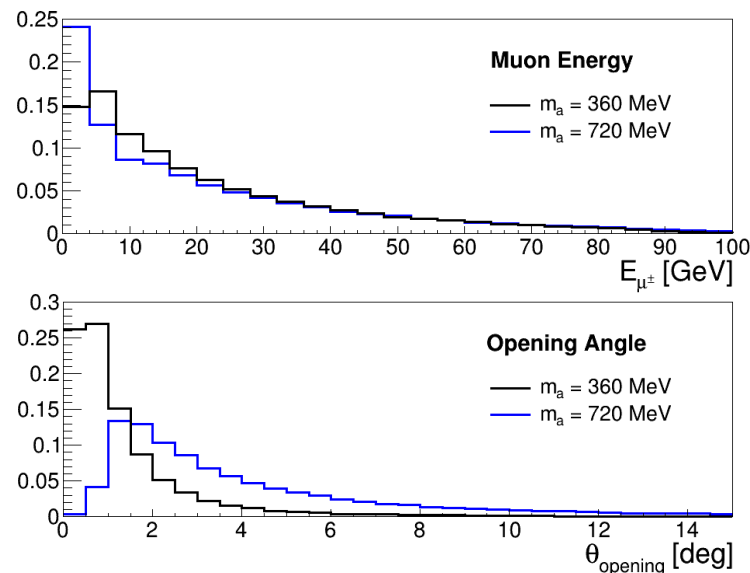 0.25
0.2
0.15
0.1
0.05
0
Muon Energy
m_a = 360 MeV
m_a = 720 MeV
0 10 20 30 40 50 60 70 80 90 100
E_μ± [GeV]
0.3
0.25
0.2
0.15
0.1
0.05
0
Opening Angle
m_a = 360 MeV
m_a = 720 MeV
0 2 4 6 8 10 12 14
θ_opening [deg]